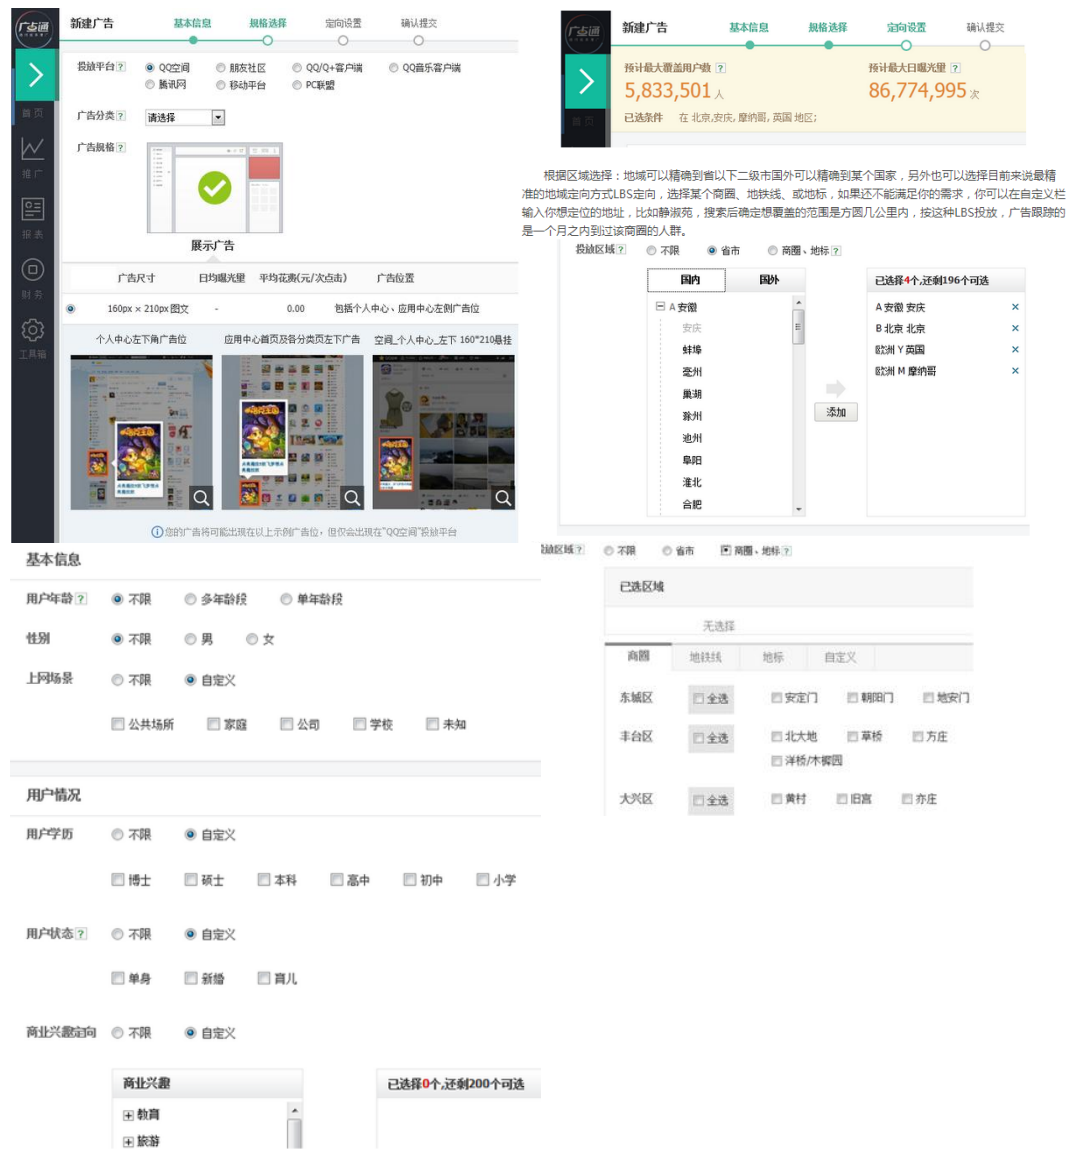 广点通
新建广告
基本信息
规格选择
定向设置
确认提交
投放平台?
QQ空间
朋友社区
QQ/Q+客户端
QQ音乐客户端
腾讯网
移动平台
PC联盟
广告分类?
请选择
广告规格?
展示广告
广告尺寸
日均曝光量
平均花费(元/次点击)
广告位置
160px × 210px图文
-
0.00
包括个人中心、应用中心左侧广告位
个人中心左下角广告位
应用中心首页及各分类页左下广告
空间_个人中心_左下 160*210悬挂
您的广告将可能出现在以上示例广告位，但仅会出现在"QQ空间"投放平台
首页
推广
报表
财务
工具箱
基本信息
用户年龄?
不限
多年龄段
单年龄段
性别
不限
男
女
上网场景
不限
自定义
公共场所
家庭
公司
学校
未知
用户情况
用户学历
不限
自定义
博士
硕士
本科
高中
初中
小学
用户状态?
不限
自定义
单身
新婚
育儿
商业兴趣定向
不限
自定义
商业兴趣
已选择0个,还剩200个可选
教育
旅游
广点通
新建广告
基本信息
规格选择
定向设置
确认提交
首页
预计最大覆盖用户数 ?
预计最大日曝光量 ?
5,833,501 人
86,774,995 次
已选条件 在 北京,安庆, 摩纳哥, 英国 地区;
根据区域选择：地域可以精确到省以下二级市国外可以精确到某个国家，另外也可以选择目前来说最精
准的地域定向方式LBS定向，选择某个商圈、地铁线、或地标，如果还不能满足你的需求，你可以在自定义栏
输入你想定位的地址，比如静淑苑，搜素后确定想覆盖的范围是方圆几公里内，按这种LBS投放，广告跟踪的
是一个月之内到过该商圈的人群。
投放区域?
不限
省市
商圈、地标?
国内
国外
已选择4个,还剩196个可选
A 安徽
安庆
蚌埠
亳州
巢湖
滁州
池州
阜阳
淮北
合肥
添加
A 安徽 安庆 ×
B 北京 北京 ×
欧洲 Y 英国 ×
欧洲 M 摩纳哥 ×
投放区域?
不限
省市
商圈、地标?
已选区域
无选择
商圈
地铁线
地标
自定义
东城区
全选
安定门
朝阳门
地安门
丰台区
全选
北大地
草桥
方庄
洋桥/木樨园
大兴区
全选
黄村
旧宫
亦庄